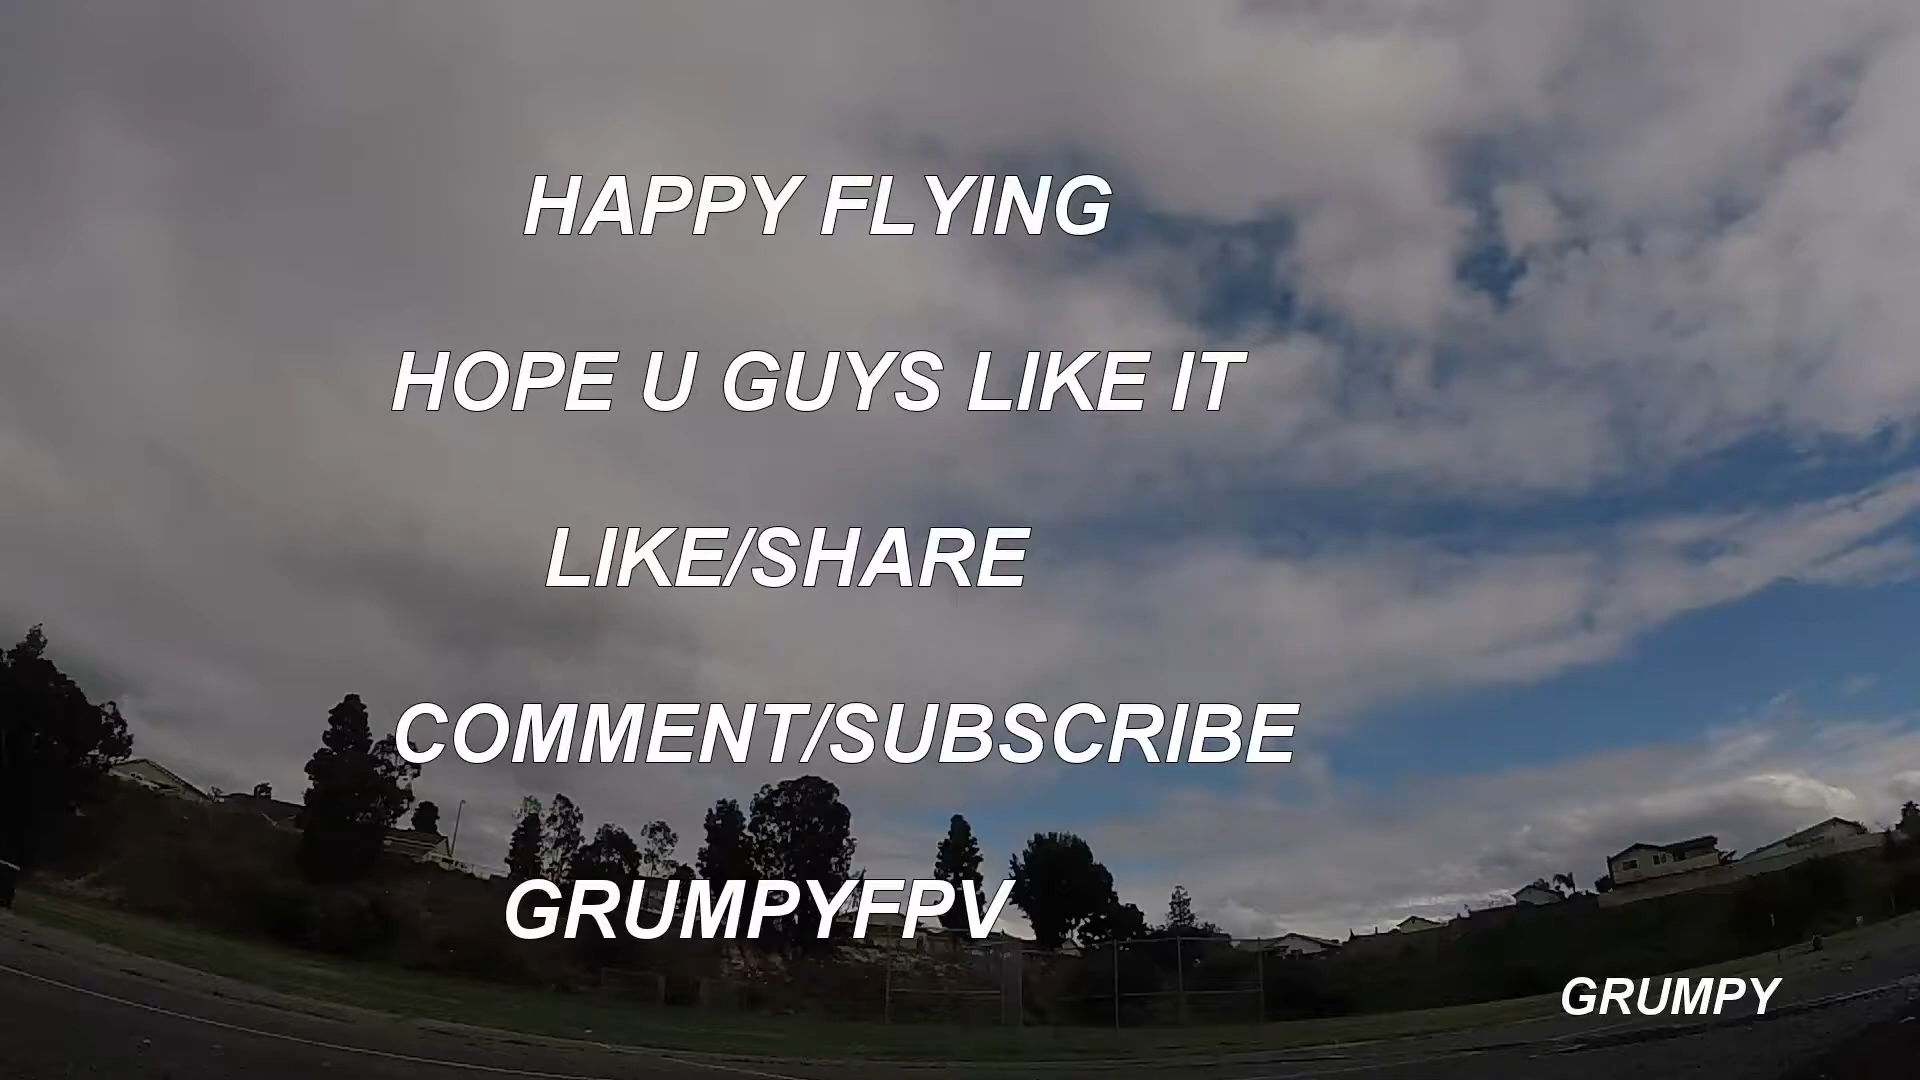 HAPPY FLYING
HOPE U GUYS LIKE IT
LIKE/SHARE
COMMENT/SUBSCRIBE
GRUMPYFPV
GRUMPY